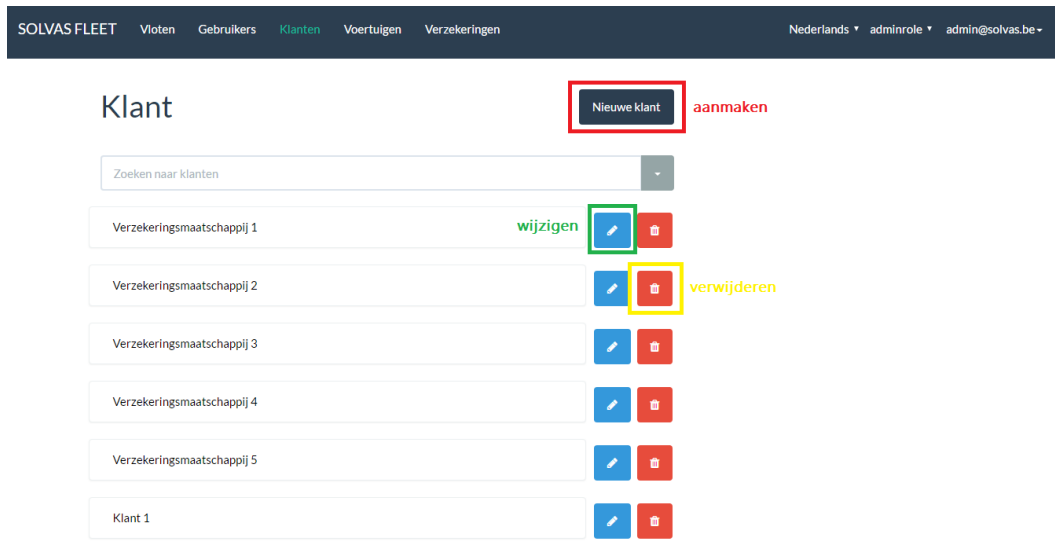 SOLVAS FLEET Vloten Gebruikers Klanten Voertuigen Verzekeringen Nederlands adminrole admin@solvas.be
Klant Nieuwe klant aanmaken
Zoeken naar klanten
Verzekeringsmaatschappij 1 wijzigen
Verzekeringsmaatschappij 2 verwijderen
Verzekeringsmaatschappij 3
Verzekeringsmaatschappij 4
Verzekeringsmaatschappij 5
Klant 1